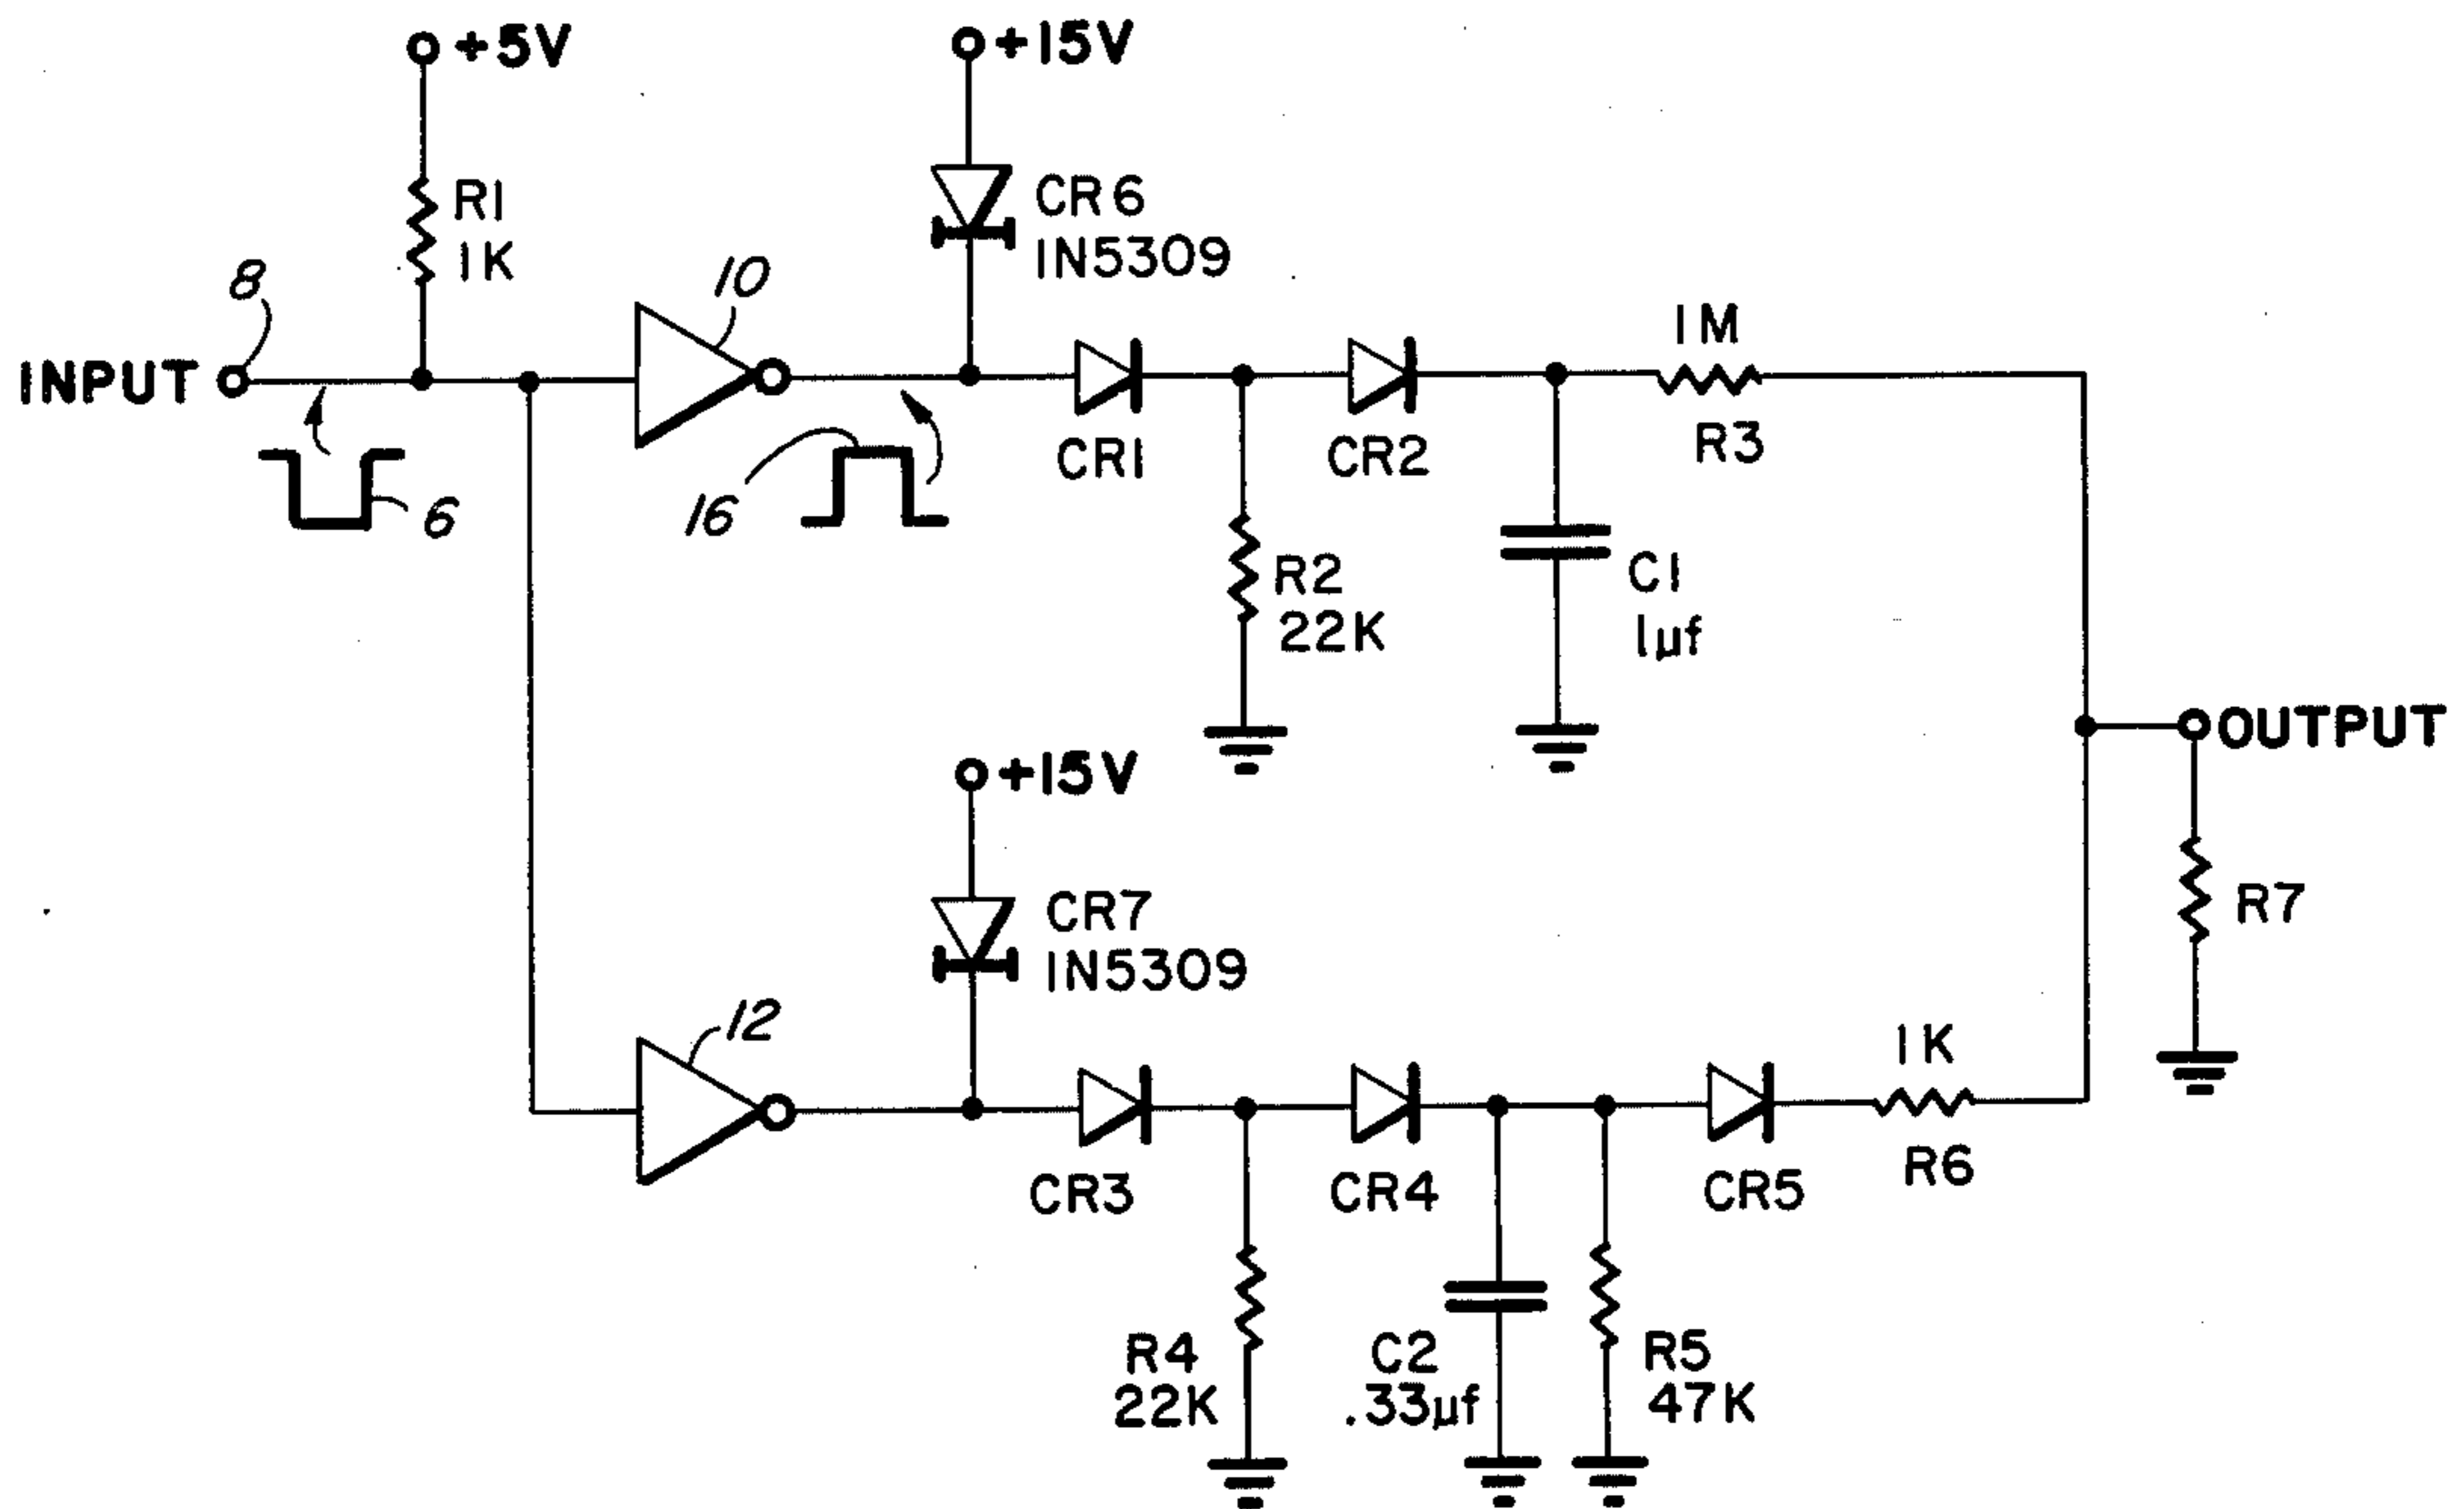 +5V
+15V
R1
1K
CR6
IN5309
8
10
INPUT
1M
R3
CR1
CR2
6
16
R2
22K
C1
1µf
OUTPUT
+15V
CR7
IN5309
R7
12
1K
R6
CR3
CR4
CR5
R4
22K
C2
.33µf
R5
47K